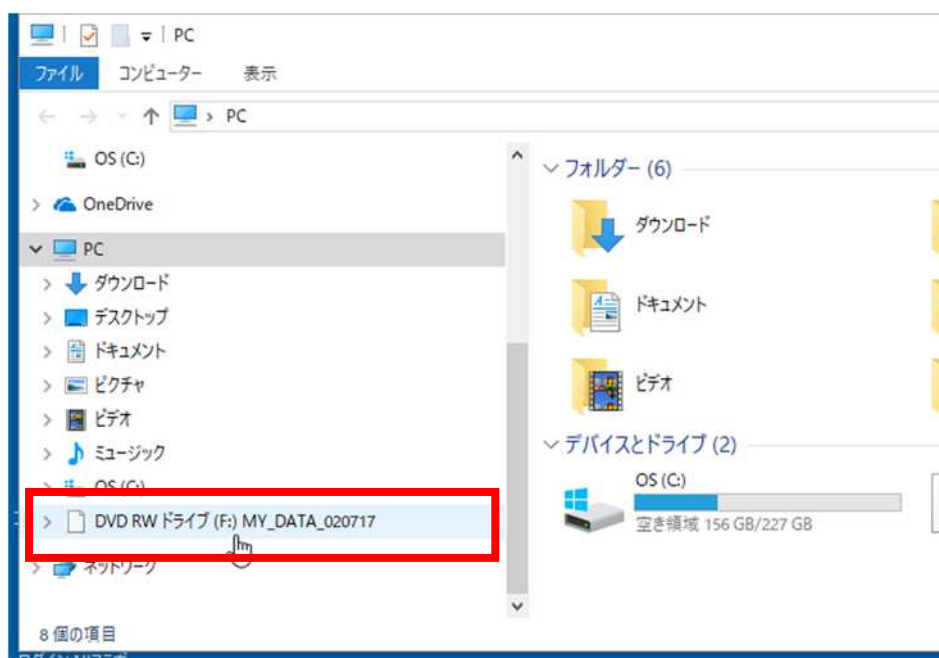 PC
ファイル コンピューター 表示
PC
OS (C:)
OneDrive
PC
ダウンロード
デスクトップ
ドキュメント
ピクチャ
ビデオ
ミュージック
OS (C:)
DVD RW ドライブ (F:) MY_DATA_020717
ネットワーク
8 個の項目
フォルダー (6)
ダウンロード
ドキュメント
ビデオ
デバイスとドライブ (2)
OS (C:)
空き領域 156 GB/227 GB